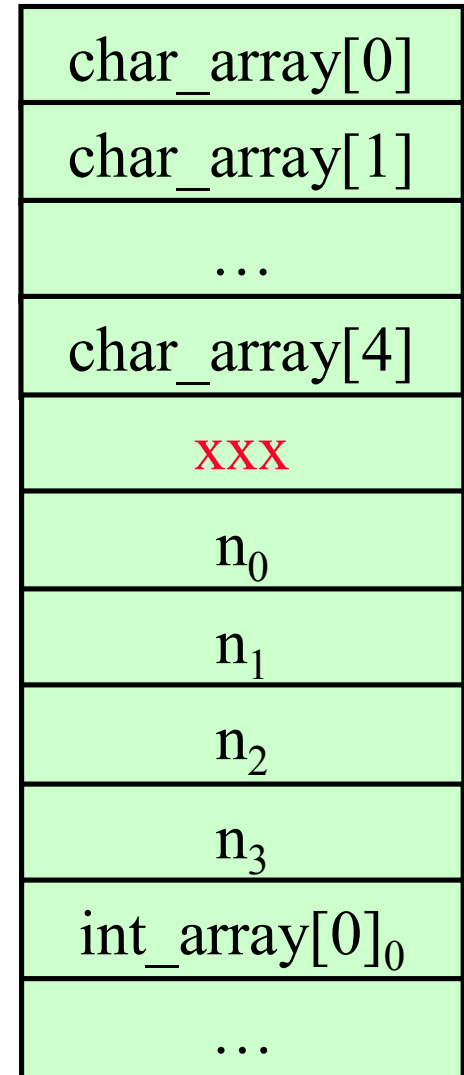 char_array[0]
char_array[1]
…
char_array[4]
xxx
n₀
n₁
n₂
n₃
int_array[0]₀
…